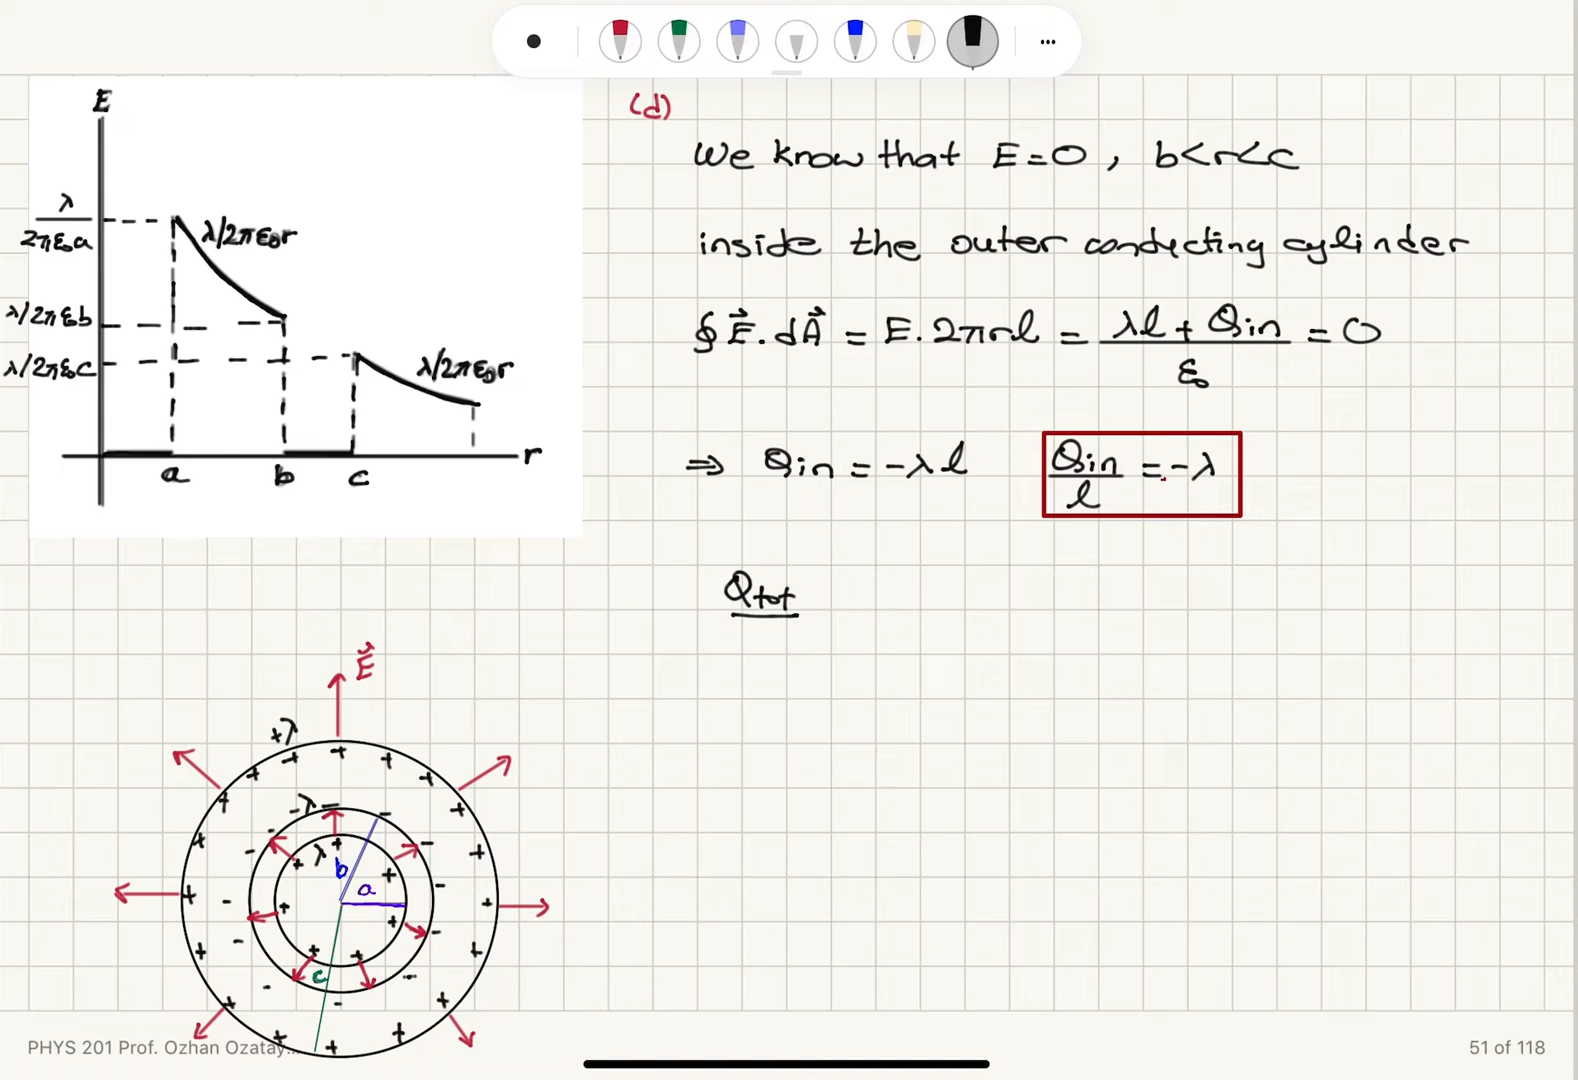 E
λ
2πε₀a
λ/2πε₀r
λ/2πε₀b
λ/2πε₀c
λ/2πε₀r
a b c r
(d)
We know that E=0, b<r<c
inside the outer conducting cylinder
∮E⃗.dA⃗ = E.2πrl = λl + Qin / ε₀ = 0
⇒ Qin = -λl Qin/l = -λ
Qtot
E⃗
+λ
-λ
λ
b
a
c
PHYS 201 Prof. Ozhan Ozatay...
51 of 118